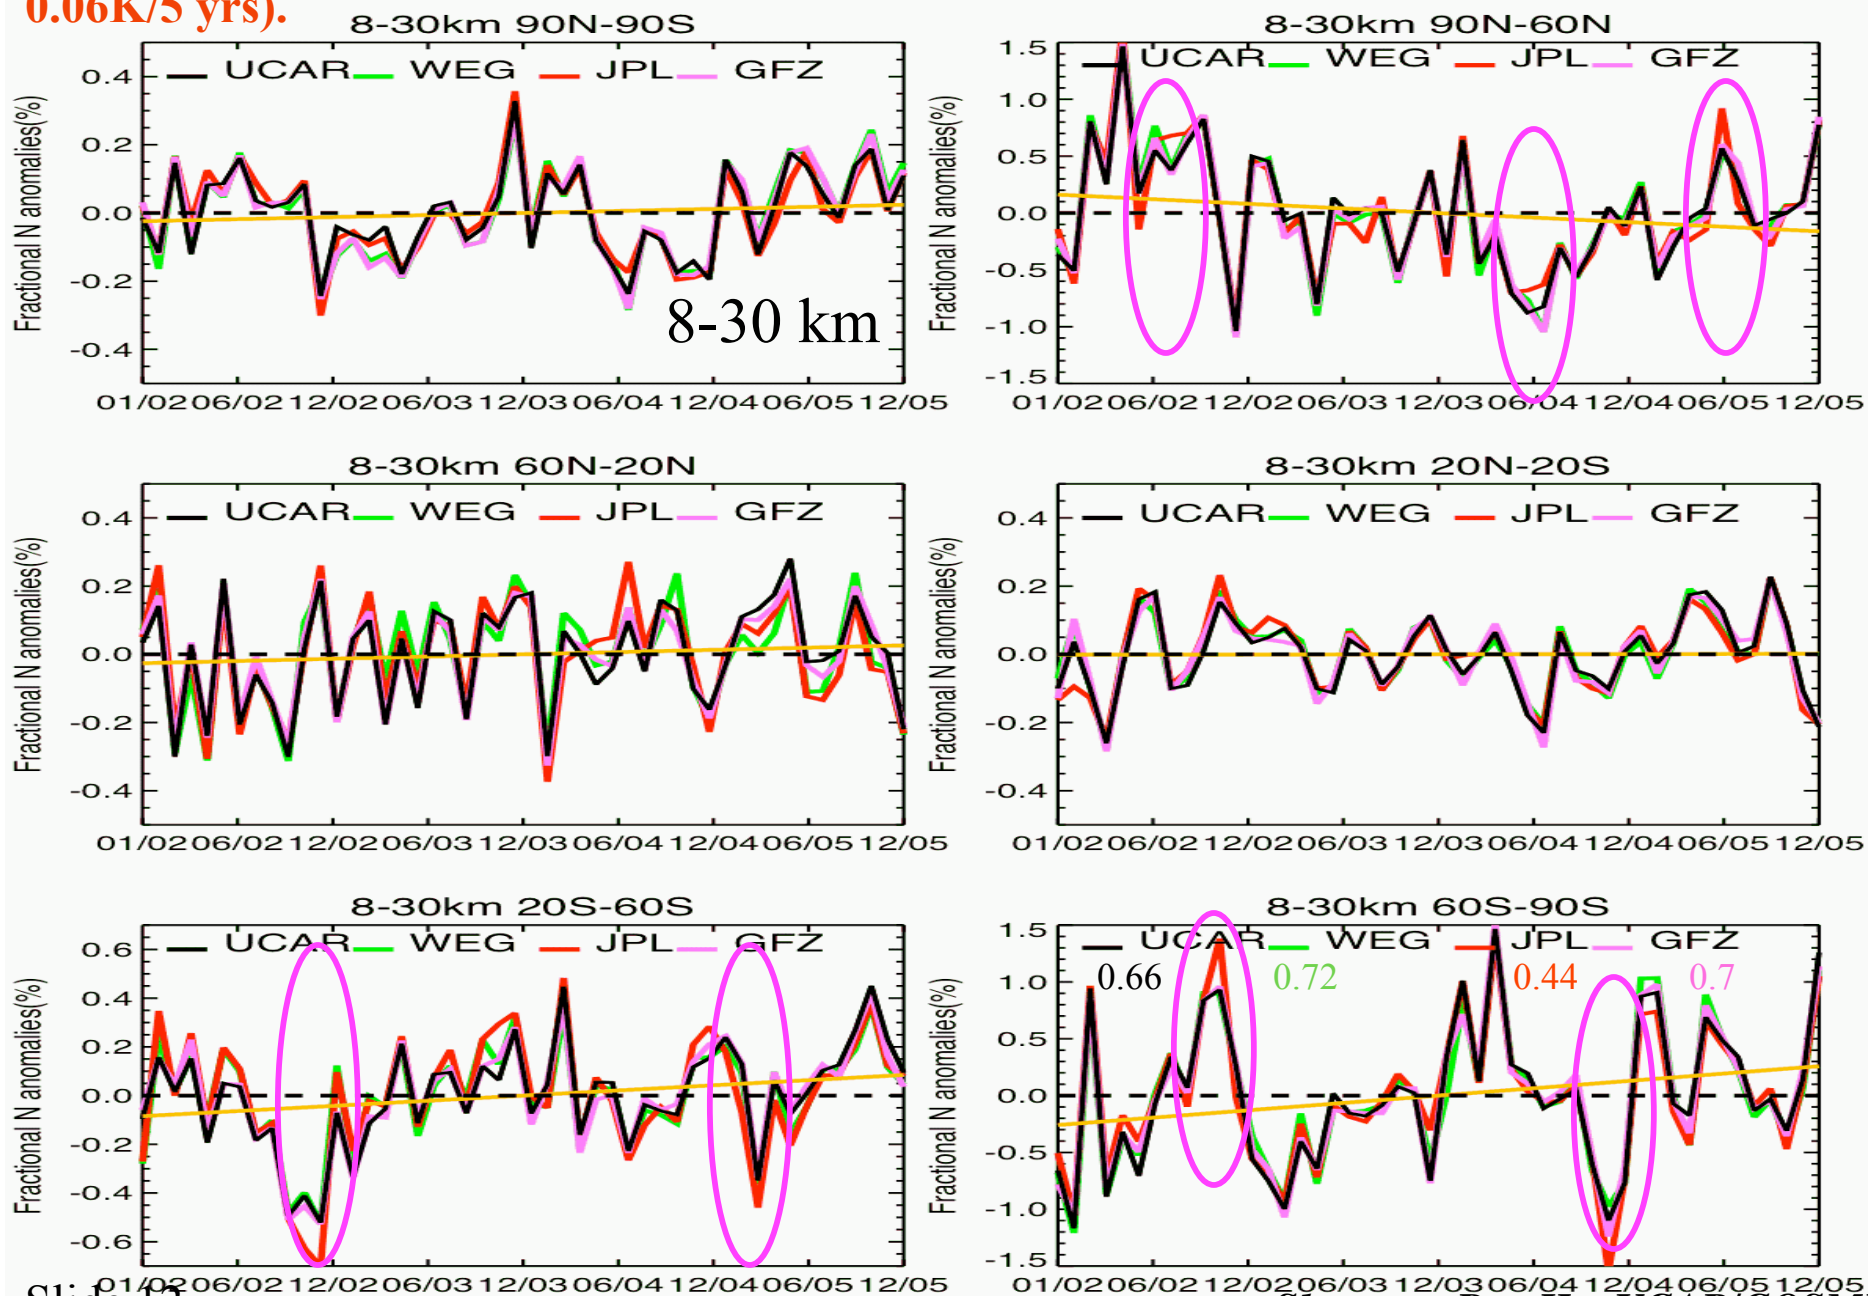 0.06K/5 yrs).
8-30km 90N-90S
UCAR WEG JPL GFZ
Fractional N anomalies(%)
0.4
0.2
0.0
-0.2
-0.4
8-30 km
01/02 06/02 12/02 06/03 12/03 06/04 12/04 06/05 12/05
8-30km 90N-60N
UCAR WEG JPL GFZ
Fractional N anomalies(%)
1.5
1.0
0.5
0.0
-0.5
-1.0
-1.5
01/02 06/02 12/02 06/03 12/03 06/04 12/04 06/05 12/05
8-30km 60N-20N
UCAR WEG JPL GFZ
Fractional N anomalies(%)
0.4
0.2
0.0
-0.2
-0.4
01/02 06/02 12/02 06/03 12/03 06/04 12/04 06/05 12/05
8-30km 20N-20S
UCAR WEG JPL GFZ
Fractional N anomalies(%)
0.4
0.2
0.0
-0.2
-0.4
01/02 06/02 12/02 06/03 12/03 06/04 12/04 06/05 12/05
8-30km 20S-60S
UCAR WEG JPL GFZ
Fractional N anomalies(%)
0.6
0.4
0.2
0.0
-0.2
-0.4
-0.6
01/02 06/02 12/02 06/03 12/03 06/04 12/04 06/05 12/05
8-30km 60S-90S
UCAR WEG JPL GFZ
0.66 0.72 0.44 0.7
Fractional N anomalies(%)
1.5
1.0
0.5
0.0
-0.5
-1.0
-1.5
01/02 06/02 12/02 06/03 12/03 06/04 12/04 06/05 12/05